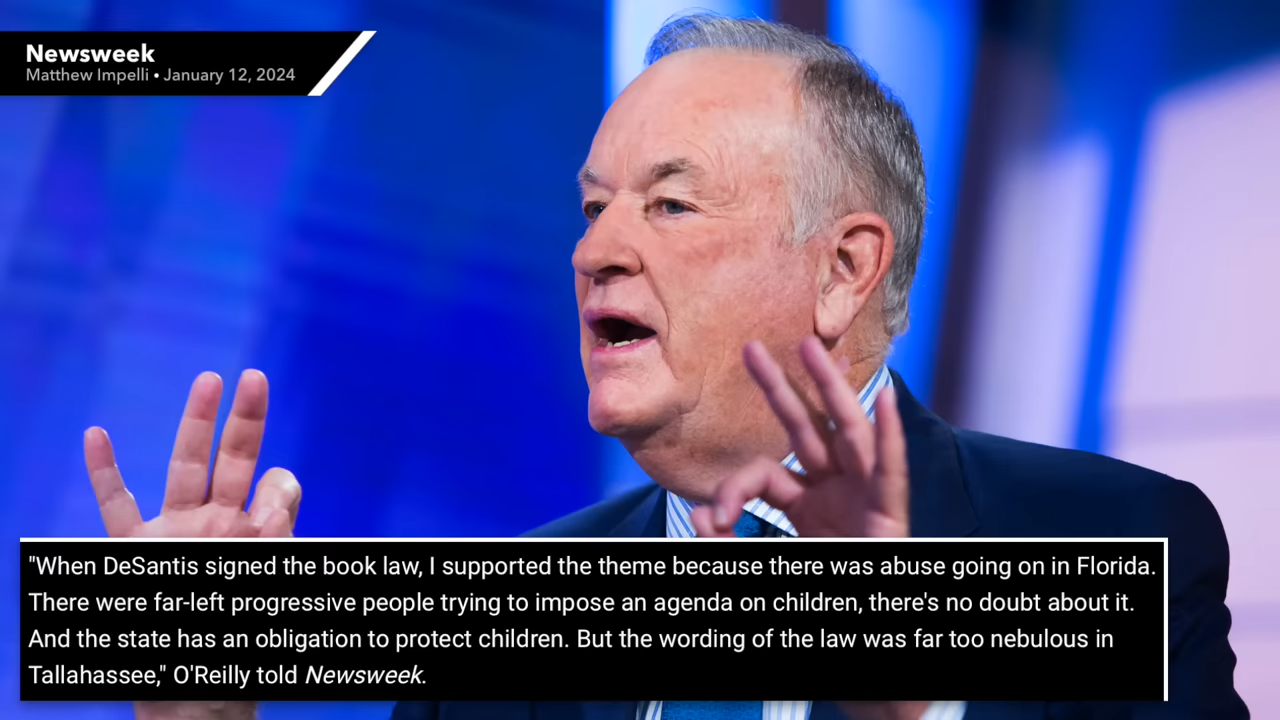 Newsweek
Matthew Impelli • January 12, 2024
"When DeSantis signed the book law, I supported the theme because there was abuse going on in Florida.
There were far-left progressive people trying to impose an agenda on children, there's no doubt about it.
And the state has an obligation to protect children. But the wording of the law was far too nebulous in
Tallahassee," O'Reilly told Newsweek.